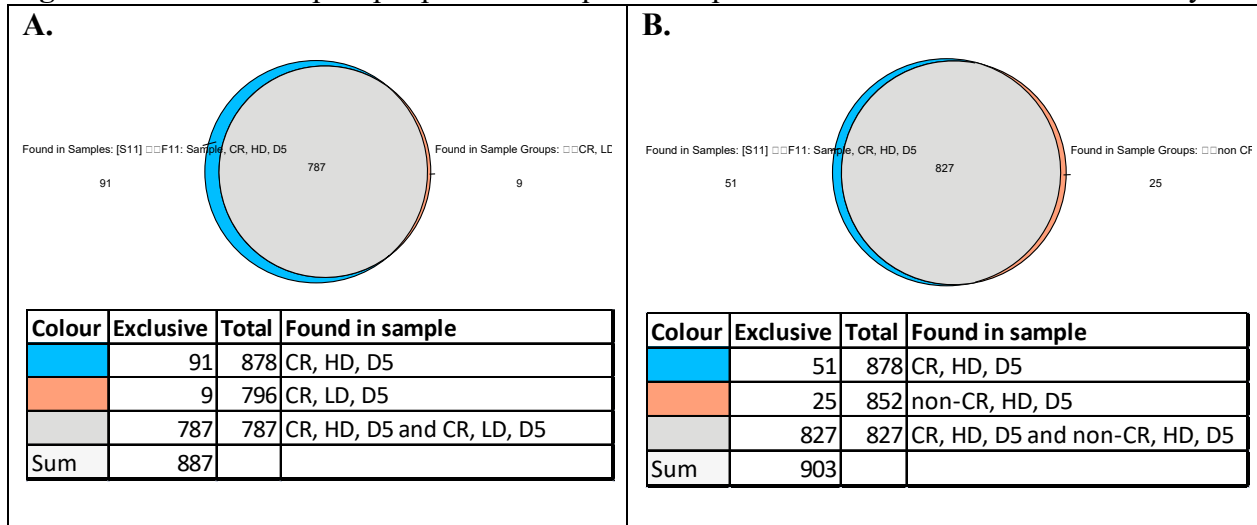 A.
Found in Samples: [S11] □□F11: Sample, CR, HD, D5
787
Found in Sample Groups: □□CR, LD
91
9
Colour Exclusive Total Found in sample
91 878 CR, HD, D5
9 796 CR, LD, D5
787 787 CR, HD, D5 and CR, LD, D5
Sum 887
B.
Found in Samples: [S11] □□F11: Sample, CR, HD, D5
827
Found in Sample Groups: □□non CR
51
25
Colour Exclusive Total Found in sample
51 878 CR, HD, D5
25 852 non-CR, HD, D5
827 827 CR, HD, D5 and non-CR, HD, D5
Sum 903